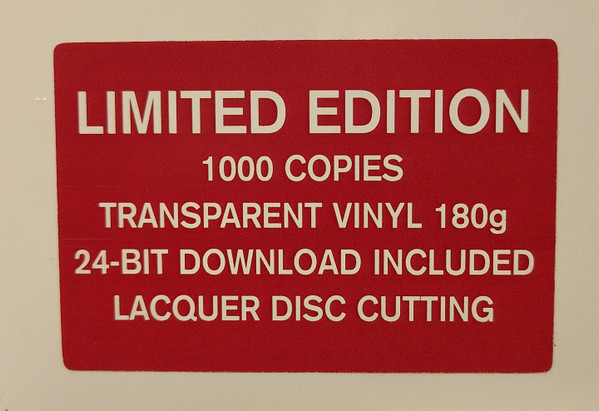 LIMITED EDITION
1000 COPIES
TRANSPARENT VINYL 180g
24-BIT DOWNLOAD INCLUDED
LACQUER DISC CUTTING